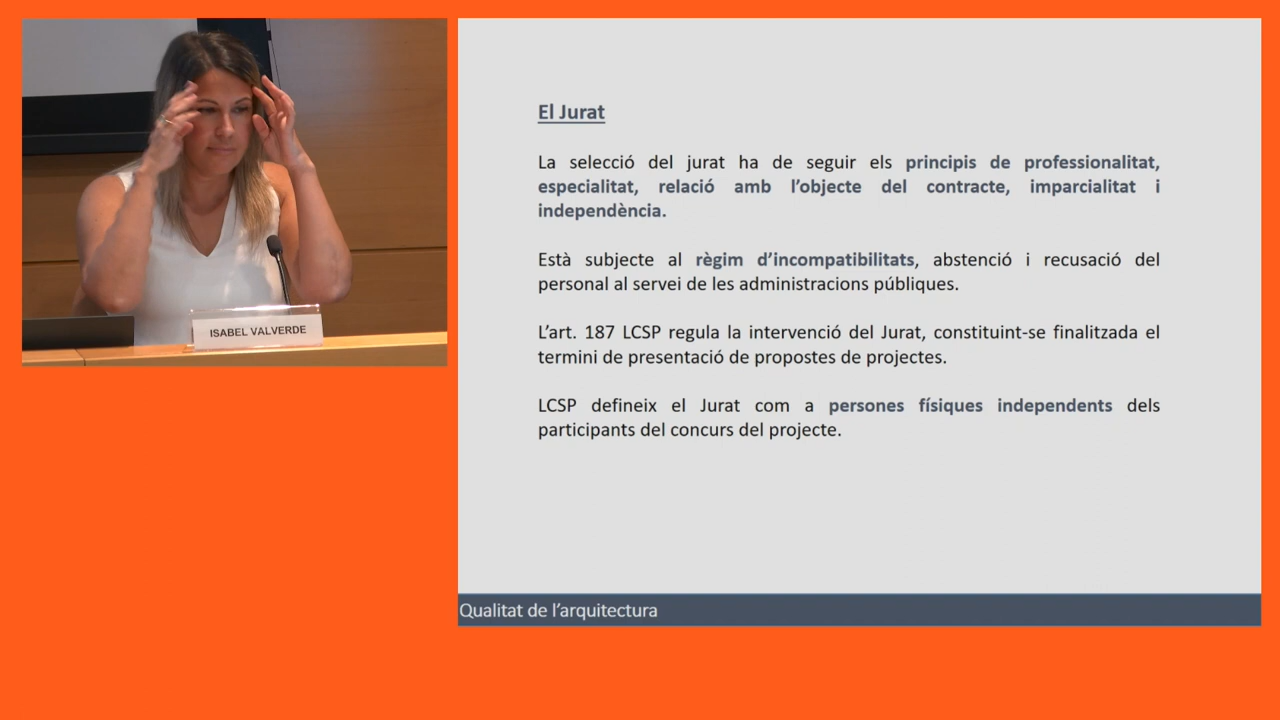 ISABEL VALVERDE
El Jurat
La selecció del jurat ha de seguir els principis de professionalitat,
especialitat, relació amb l’objecte del contracte, imparcialitat i
independència.
Està subjecte al règim d’incompatibilitats, abstenció i recusació del
personal al servei de les administracions públiques.
L’art. 187 LCSP regula la intervenció del Jurat, constituint-se finalitzada el
termini de presentació de propostes de projectes.
LCSP defineix el Jurat com a persones físiques independents dels
participants del concurs del projecte.
Qualitat de l’arquitectura